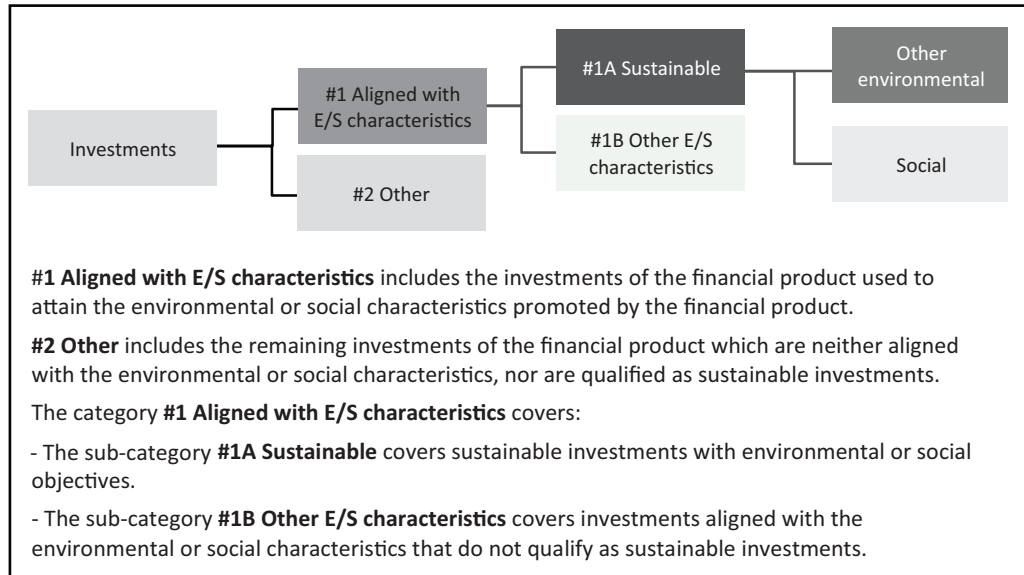 Investments
#1 Aligned with
E/S characteristics
#2 Other
#1A Sustainable
#1B Other E/S
characteristics
Other
environmental
Social
#1 Aligned with E/S characteristics includes the investments of the financial product used to
attain the environmental or social characteristics promoted by the financial product.
#2 Other includes the remaining investments of the financial product which are neither aligned
with the environmental or social characteristics, nor are qualified as sustainable investments.
The category #1 Aligned with E/S characteristics covers:
- The sub-category #1A Sustainable covers sustainable investments with environmental or social
objectives.
- The sub-category #1B Other E/S characteristics covers investments aligned with the
environmental or social characteristics that do not qualify as sustainable investments.